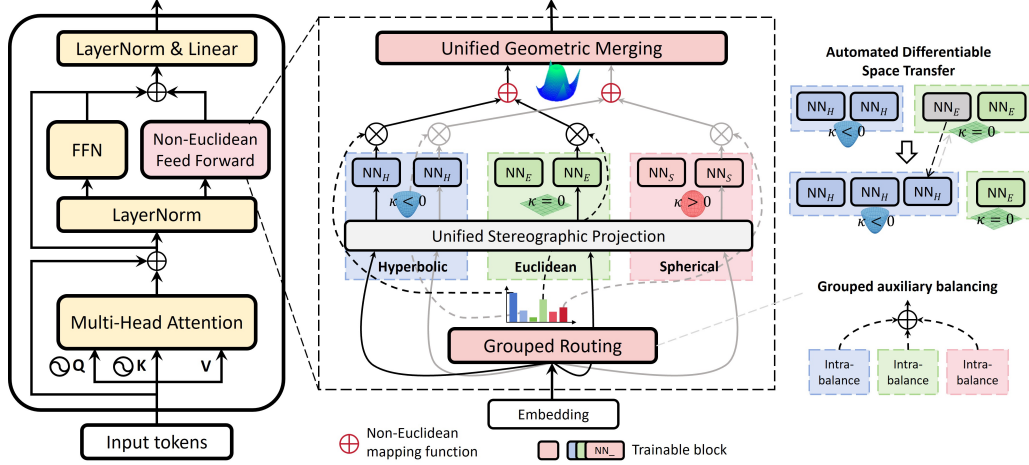 LayerNorm & Linear
FFN
Non-Euclidean
Feed Forward
LayerNorm
Multi-Head Attention
Q
K
V
Input tokens
Unified Geometric Merging
NN_H
NN_H
NN_E
NN_E
NN_S
NN_S
κ < 0
κ = 0
κ > 0
Unified Stereographic Projection
Hyperbolic
Euclidean
Spherical
Grouped Routing
Embedding
Non-Euclidean
mapping function
NN_
Trainable block
Automated Differentiable
Space Transfer
NN_H
NN_H
NN_E
NN_E
κ < 0
κ = 0
NN_H
NN_H
NN_H
NN_E
κ < 0
κ = 0
Grouped auxiliary balancing
Intra-
balance
Intra-
balance
Intra-
balance